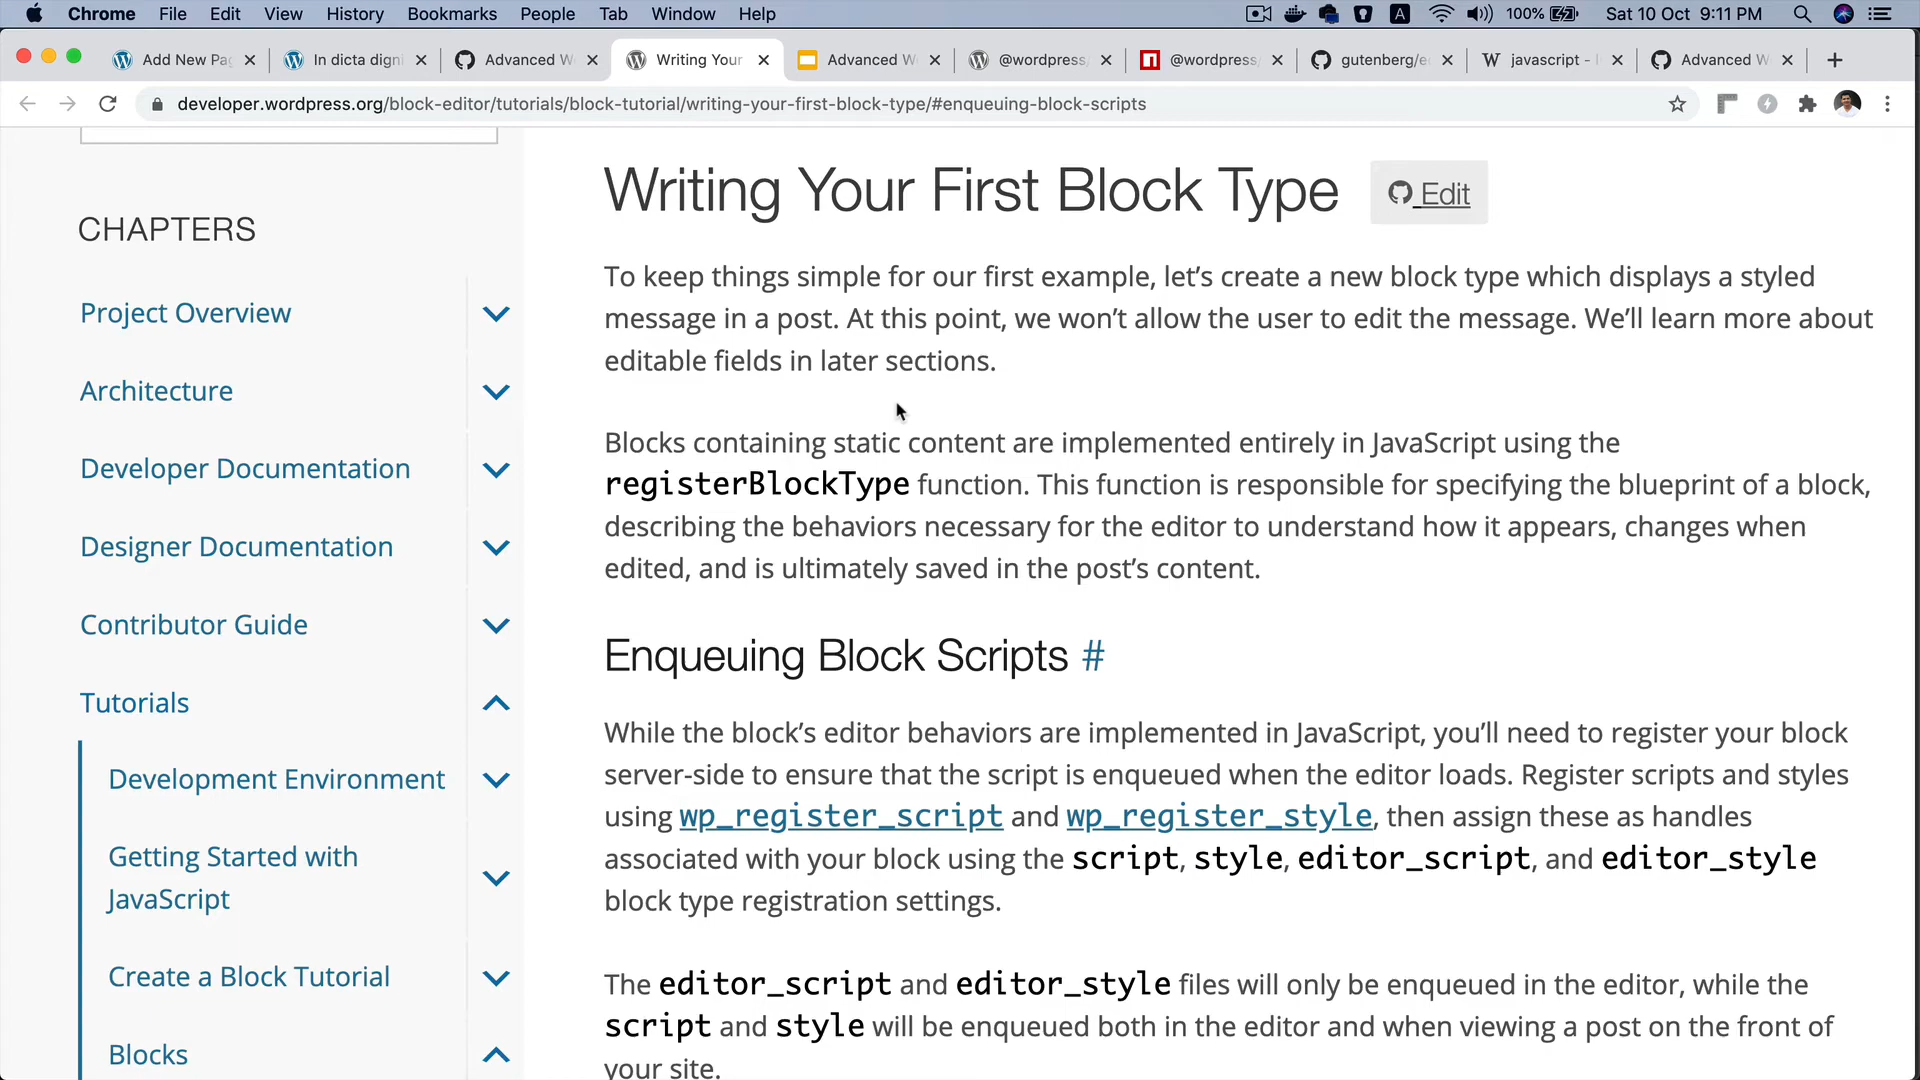 Chrome File Edit View History Bookmarks People Tab Window Help A 100% Sat 10 Oct 9:11 PM
Add New Pa In dicta digni Advanced W Writing Your Advanced W @wordpress @wordpress gutenberg/e javascript - Advanced W
developer.wordpress.org/block-editor/tutorials/block-tutorial/writing-your-first-block-type/#enqueuing-block-scripts
CHAPTERS
Project Overview
Architecture
Developer Documentation
Designer Documentation
Contributor Guide
Tutorials
Development Environment
Getting Started with
JavaScript
Create a Block Tutorial
Blocks
Writing Your First Block Type Edit
To keep things simple for our first example, let’s create a new block type which displays a styled
message in a post. At this point, we won’t allow the user to edit the message. We’ll learn more about
editable fields in later sections.
Blocks containing static content are implemented entirely in JavaScript using the
registerBlockType function. This function is responsible for specifying the blueprint of a block,
describing the behaviors necessary for the editor to understand how it appears, changes when
edited, and is ultimately saved in the post’s content.
Enqueuing Block Scripts #
While the block’s editor behaviors are implemented in JavaScript, you’ll need to register your block
server-side to ensure that the script is enqueued when the editor loads. Register scripts and styles
using wp_register_script and wp_register_style, then assign these as handles
associated with your block using the script, style, editor_script, and editor_style
block type registration settings.
The editor_script and editor_style files will only be enqueued in the editor, while the
script and style will be enqueued both in the editor and when viewing a post on the front of
your site.